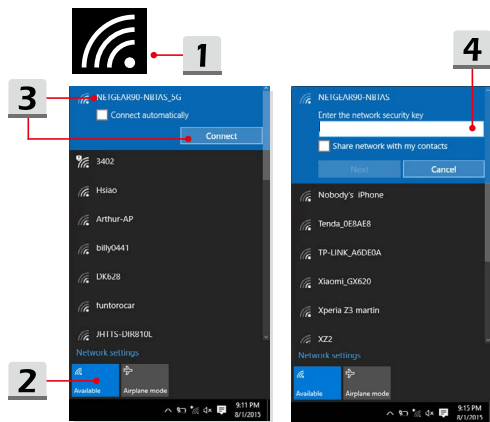 1
3
NETGEAR90-NBTAS_5G
Connect automatically
Connect
3402
Hsiao
Arthur-AP
billy0441
DK628
funtorocar
JHTTS-DIR810L
Network settings
2
Available
Airplane mode
9:11 PM
8/1/2015
4
NETGEAR90-NBTAS
Enter the network security key
Share network with my contacts
Next
Cancel
Nobody's iPhone
Tenda_0E8AE8
TP-LINK_A6DE0A
Xiaomi_GX620
Xperia Z3 martin
XZ2
Network settings
Available
Airplane mode
9:15 PM
8/1/2015